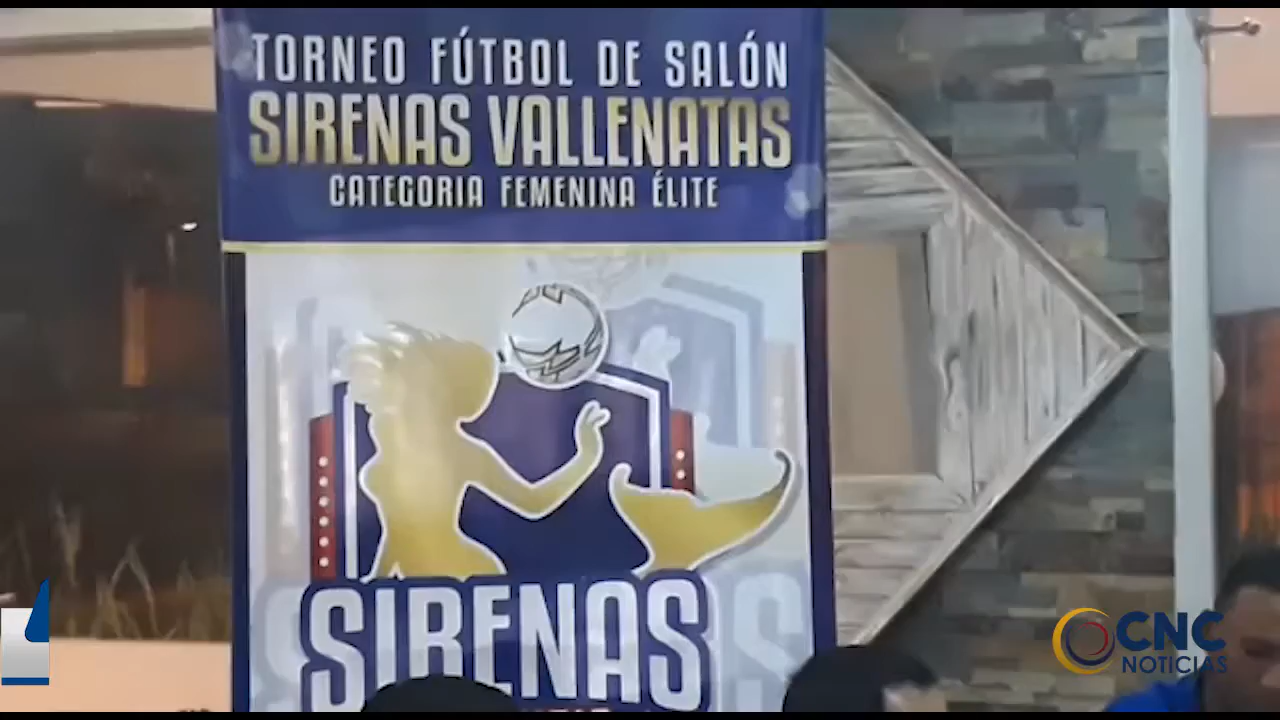 TORNEO FÚTBOL DE SALÓN
SIRENAS VALLENATAS
CATEGORIA FEMENINA ÉLITE
SIRENAS
CNC
NOTICIAS